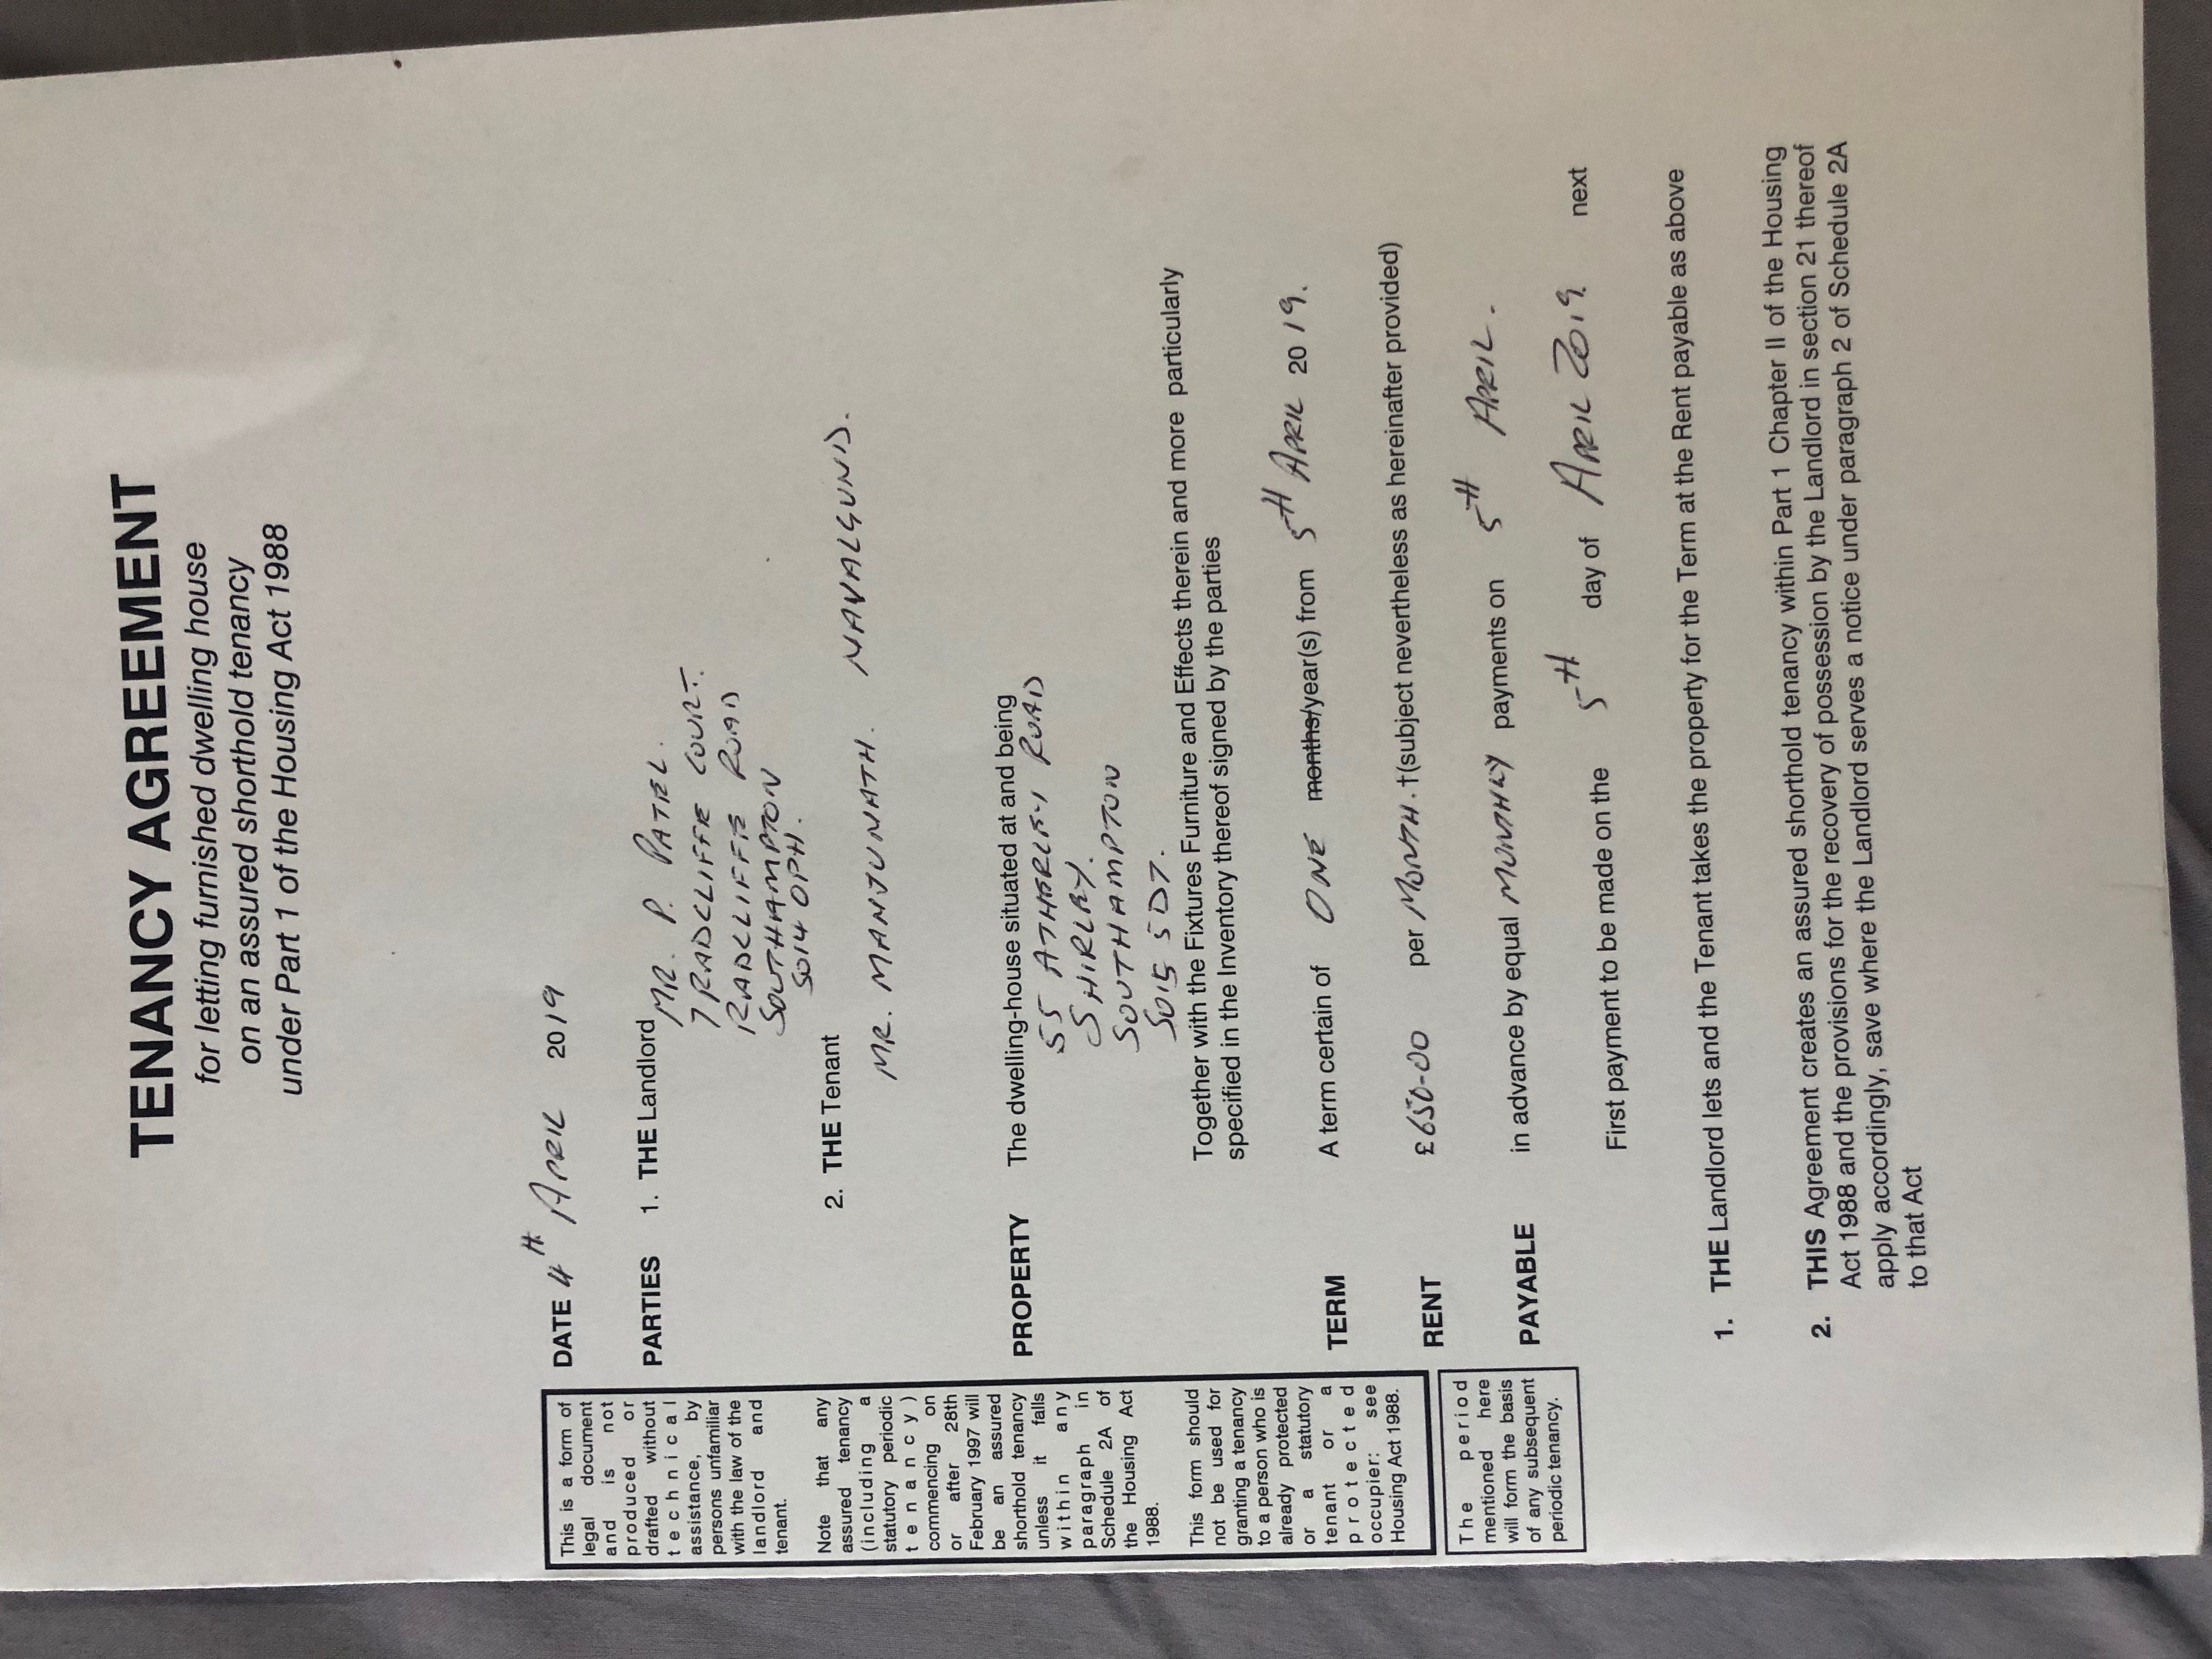 TENANCY AGREEMENT
for letting furnished dwelling house
on an assured shorthold tenancy
under Part 1 of the Housing Act 1988
This is a form of
legal document
and is not
produced or
drafted without
technical
assistance, by
persons unfamiliar
with the law of the
landlord and
tenant.
Note that any
assured tenancy
(including a
statutory periodic
tenancy)
commencing on
or after 28th
February 1997 will
be an assured
shorthold tenancy
unless it falls
within any
paragraph in
Schedule 2A of
the Housing Act
1988.
This form should
not be used for
granting a tenancy
to a person who is
already protected
or a statutory
tenant or a
protected
occupier: see
Housing Act 1988.
The period
mentioned here
will form the basis
of any subsequent
periodic tenancy.
DATE 4TH APRIL 2019
PARTIES 1. THE Landlord MR. P. PATEL.
7 RADCLIFFE COURT.
RADCLIFFE ROAD
SOUTHAMPTON
SO14 OPH.
2. THE Tenant
MR. MANJUNATH. NAVALGUND.
PROPERTY The dwelling-house situated at and being
55 ATHERLEY ROAD
SHIRLEY.
SOUTHAMPTON
SO15 5D7.
Together with the Fixtures Furniture and Effects therein and more particularly
specified in the Inventory thereof signed by the parties
TERM A term certain of ONE months/year(s) from 5TH APRIL 2019.
RENT £650-00 per MONTH. †(subject nevertheless as hereinafter provided)
PAYABLE in advance by equal MONTHLY payments on 5TH APRIL.
First payment to be made on the 5TH day of APRIL 2019. next
1. THE Landlord lets and the Tenant takes the property for the Term at the Rent payable as above
2. THIS Agreement creates an assured shorthold tenancy within Part 1 Chapter II of the Housing
Act 1988 and the provisions for the recovery of possession by the Landlord in section 21 thereof
apply accordingly, save where the Landlord serves a notice under paragraph 2 of Schedule 2A
to that Act